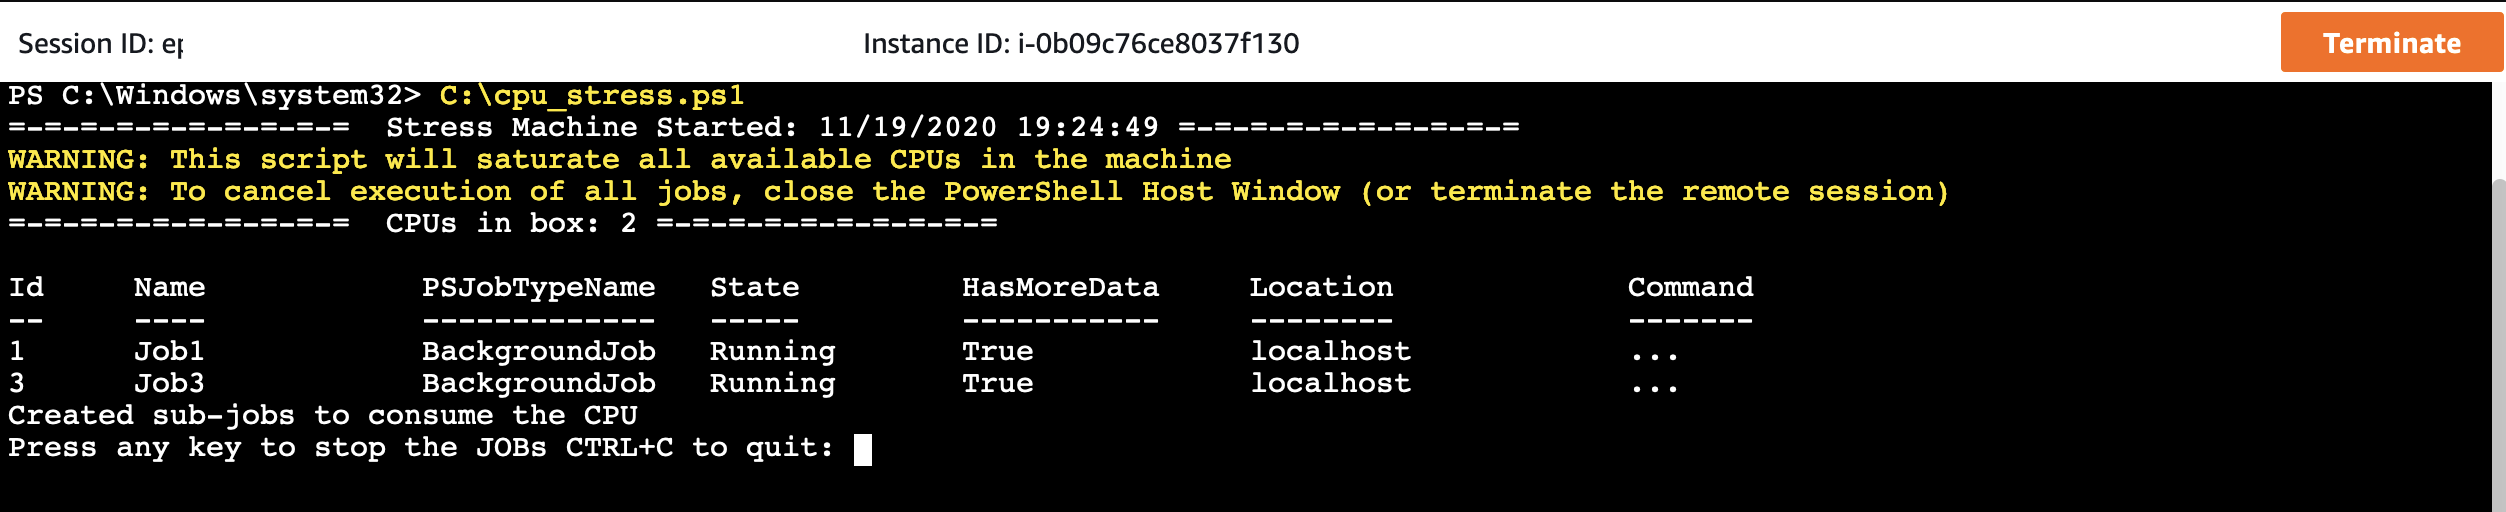 Session ID: ep
Instance ID: i-0b09c76ce8037f130
Terminate
PS C:\Windows\system32> C:\cpu_stress.ps1
=-=-=-=-=-=-=-=-=-=  Stress Machine Started: 11/19/2020 19:24:49 =-=-=-=-=-=-=-=-=-=
WARNING: This script will saturate all available CPUs in the machine
WARNING: To cancel execution of all jobs, close the PowerShell Host Window (or terminate the remote session)
=-=-=-=-=-=-=-=-=-=  CPUs in box: 2 =-=-=-=-=-=-=-=-=-=
Id     Name            PSJobTypeName   State         HasMoreData     Location             Command
--     ----            -------------   -----         -----------     --------             -------
1      Job1            BackgroundJob   Running       True            localhost            ...
3      Job3            BackgroundJob   Running       True            localhost            ...
Created sub-jobs to consume the CPU
Press any key to stop the JOBs CTRL+C to quit: